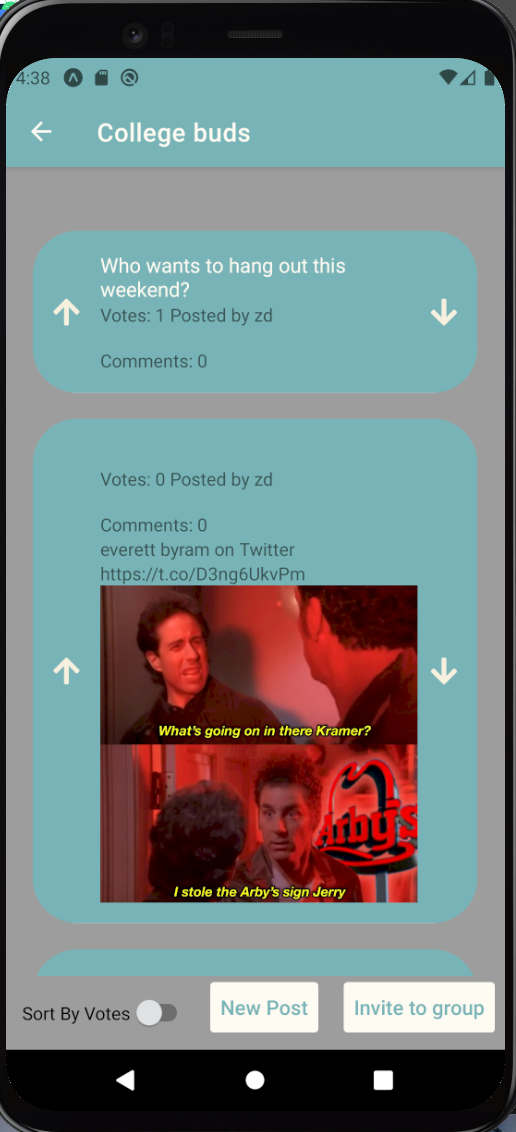 4:38
College buds
Who wants to hang out this
weekend?
Votes: 1 Posted by zd
Comments: 0
Votes: 0 Posted by zd
Comments: 0
everett byram on Twitter
https://t.co/D3ng6UkvPm
What's going on in there Kramer?
Arby's
I stole the Arby's sign Jerry
Sort By Votes
New Post
Invite to group